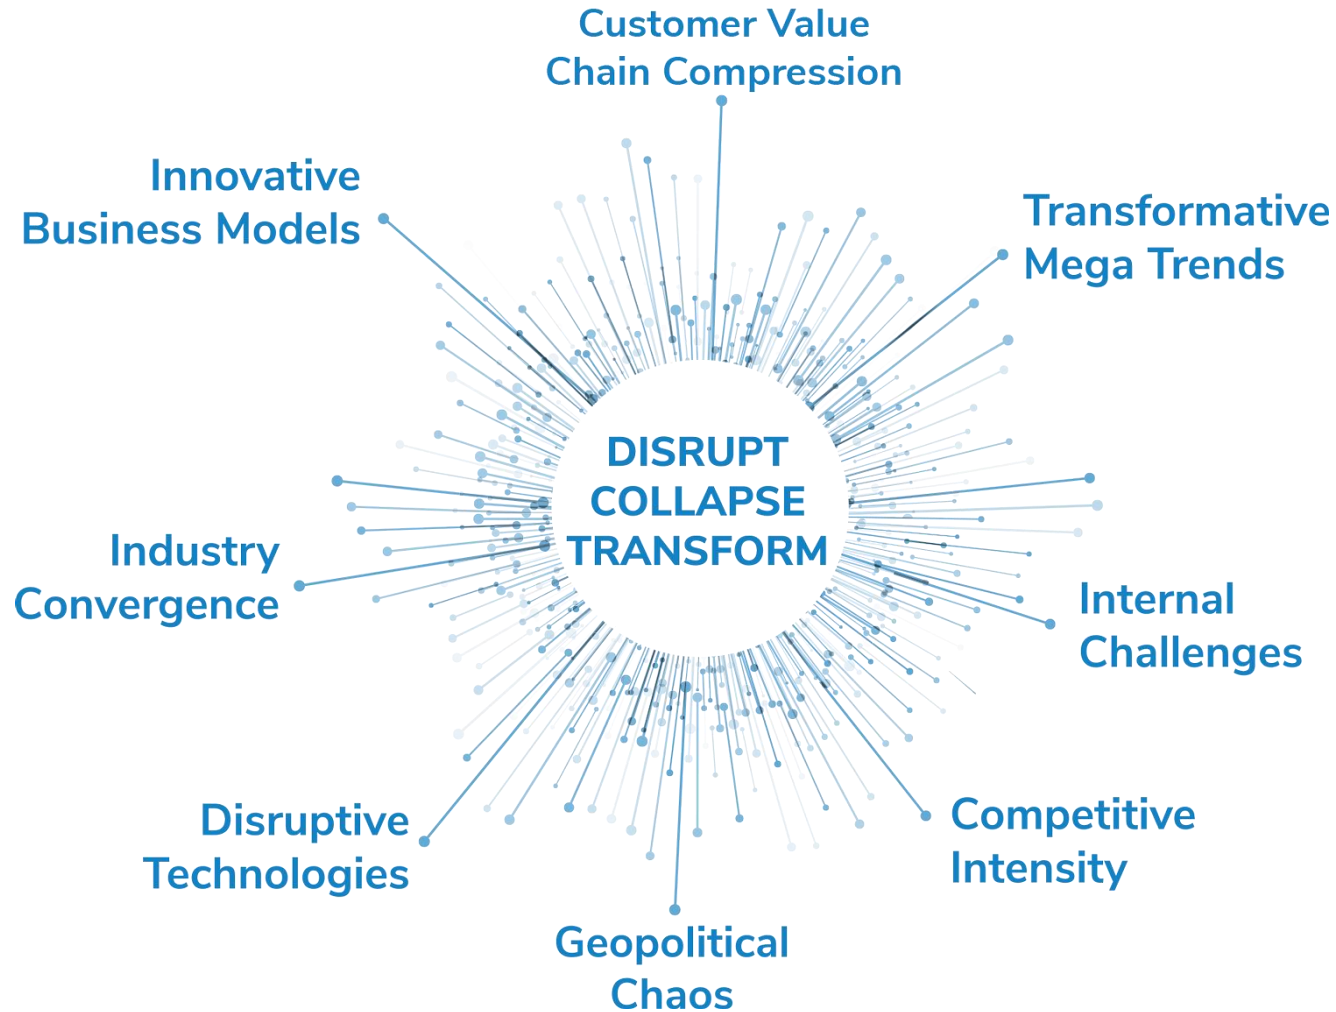 Customer Value
Chain Compression
Innovative
Business Models
Transformative
Mega Trends
DISRUPT
COLLAPSE
TRANSFORM
Industry
Convergence
Internal
Challenges
Disruptive
Technologies
Competitive
Intensity
Geopolitical
Chaos